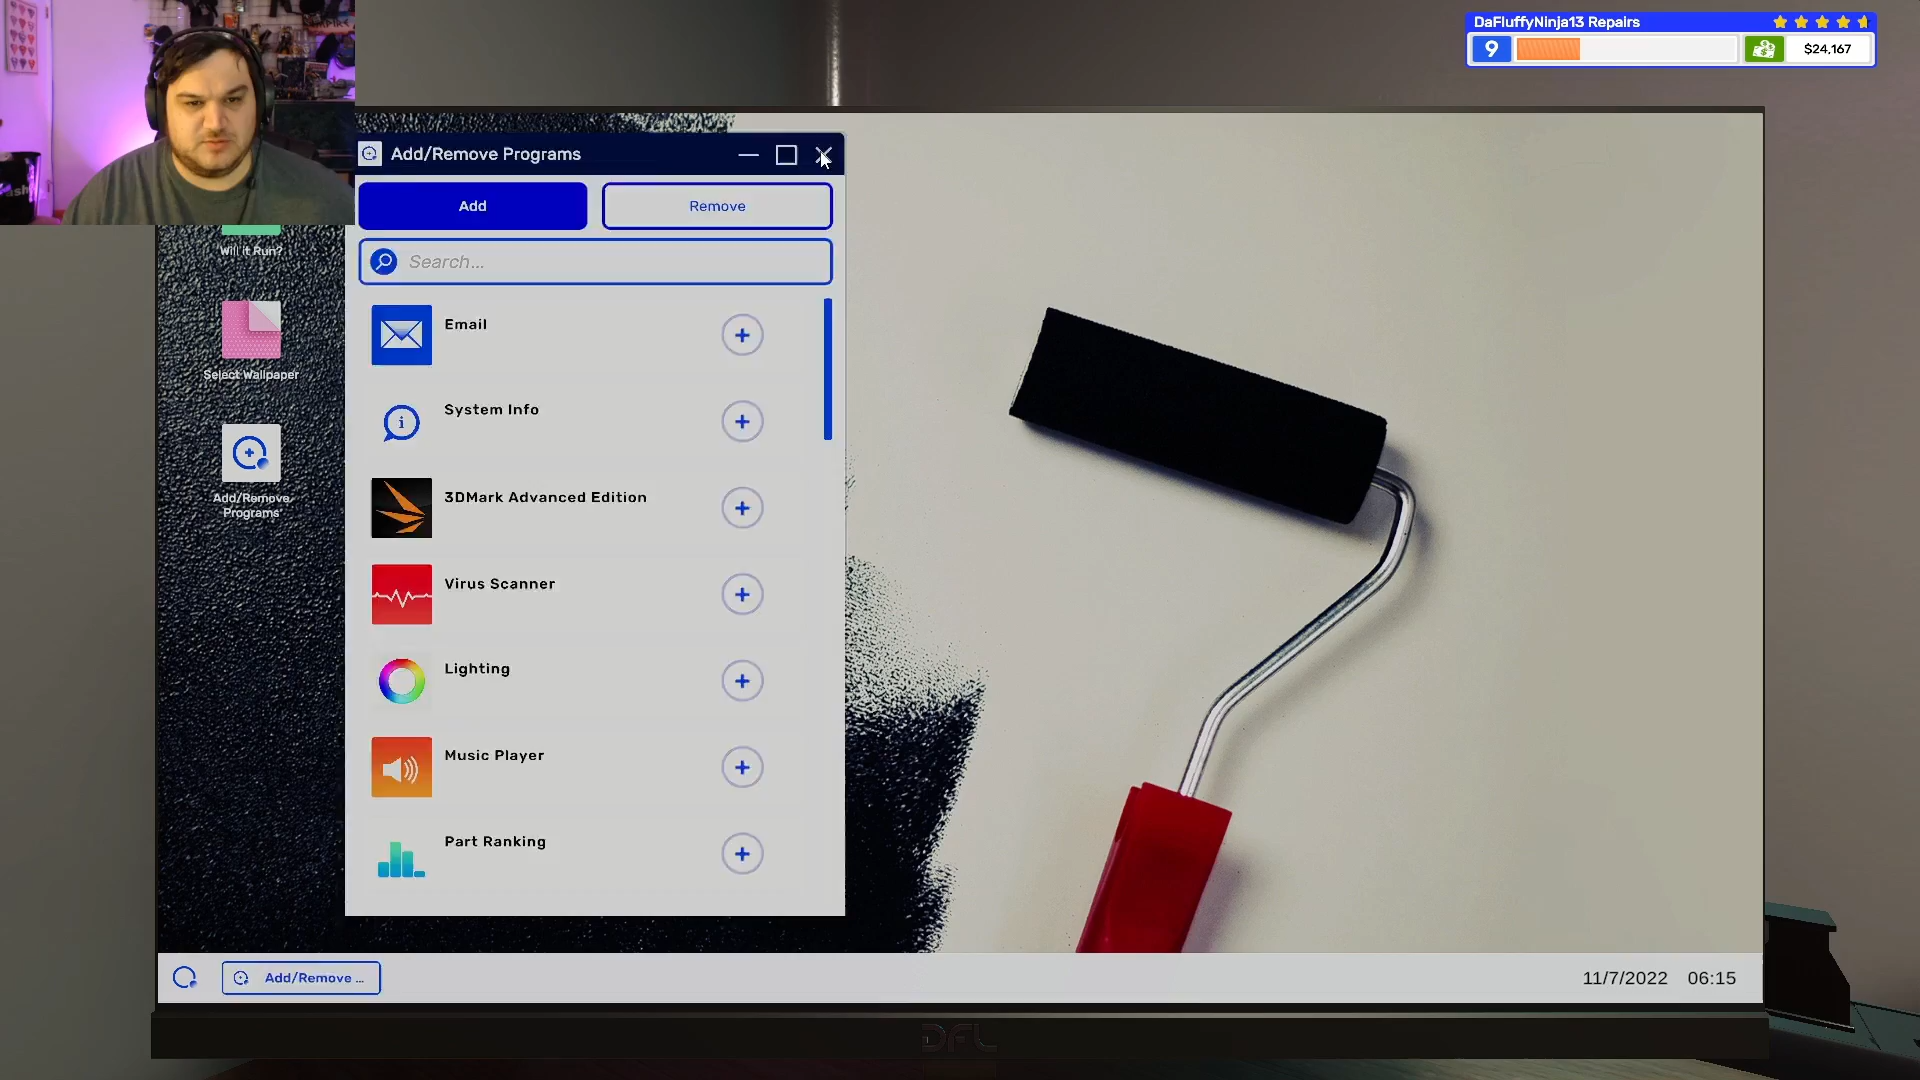 DaFluffyNinja13 Repairs
9
$24,167
Add/Remove Programs
Add
Remove
Search...
Will it Run?
Select Wallpaper
Add/Remove
Programs
Email
System Info
3DMark Advanced Edition
Virus Scanner
Lighting
Music Player
Part Ranking
Add/Remove ...
11/7/2022 06:15
DFL